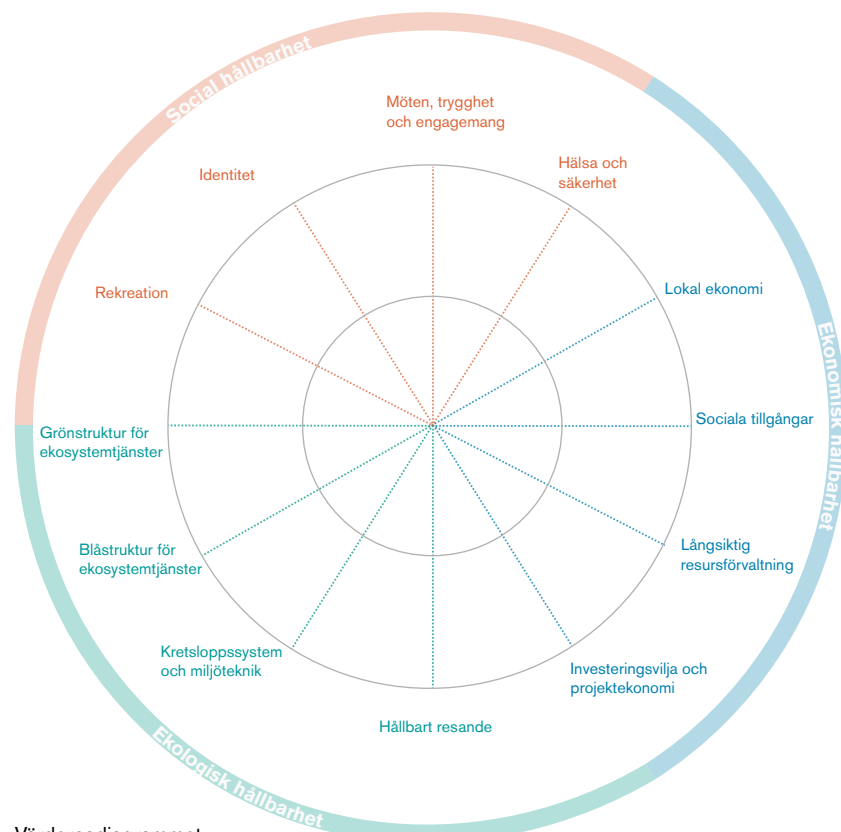 Social hållbarhet
Möten, trygghet
och engagemang
Hälsa och
säkerhet
Identitet
Lokal ekonomi
Rekreation
Ekonomisk hållbarhet
Sociala tillgångar
Grönstruktur för
ekosystemtjänster
Långsiktig
resursförvaltning
Blåstruktur för
ekosystemtjänster
Kretsloppssystem
och miljöteknik
Investeringsvilja och
projektekonomi
Hållbart resande
Ekologisk hållbarhet